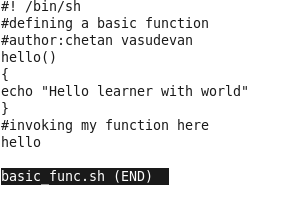 #! /bin/sh
#defining a basic function
#author:chetan vasudevan
hello()
{
echo "Hello learner with world"
}
#invoking my function here
hello
basic_func.sh (END)